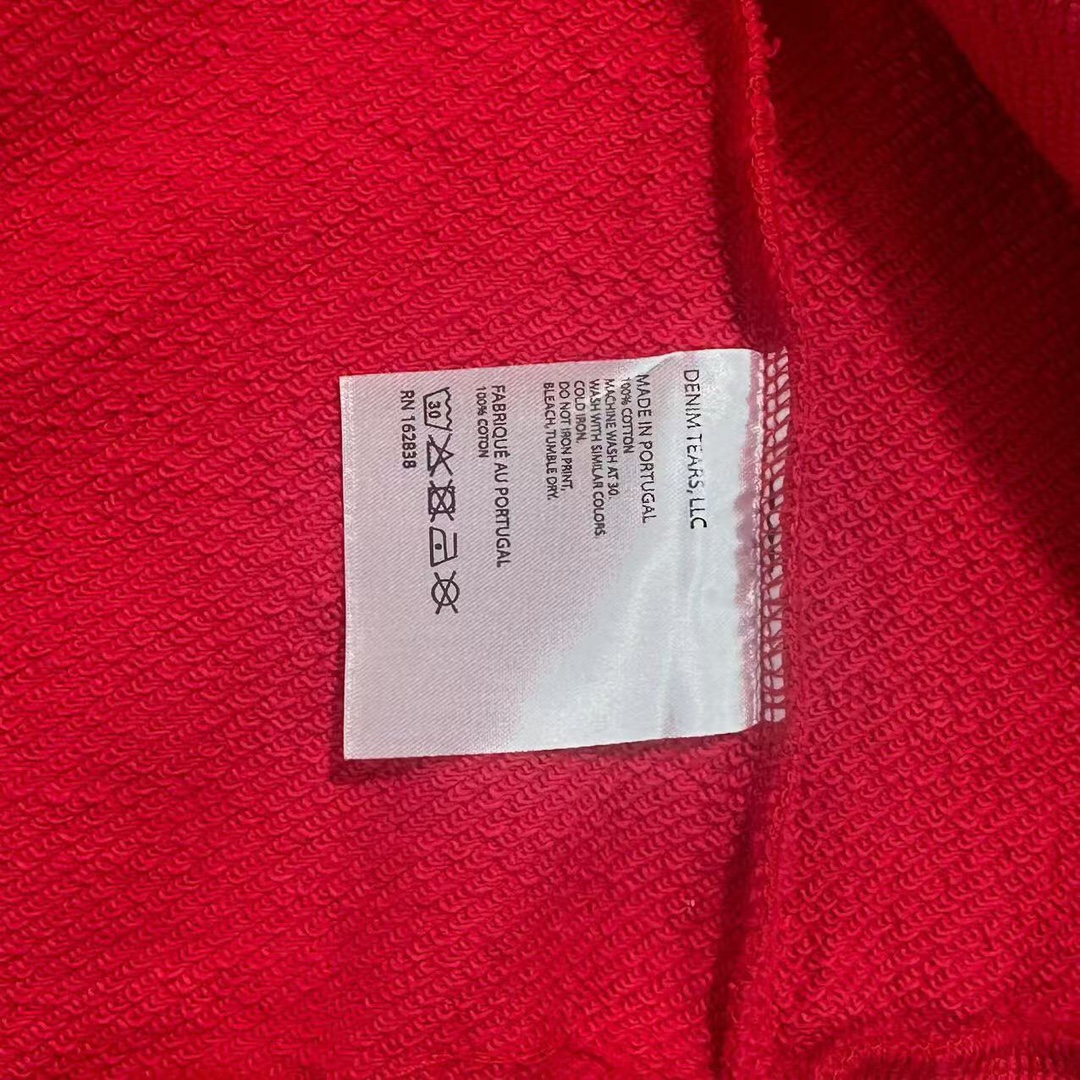 DENIM TEARS, LLC
MADE IN PORTUGAL
100% COTTON
MACHINE WASH AT 30.
WASH WITH SIMILAR COLORS.
COLD IRON.
DO NOT IRON PRINT,
BLEACH, TUMBLE DRY.
FABRIQUÉ AU PORTUGAL
100% COTON
30
RN 162838